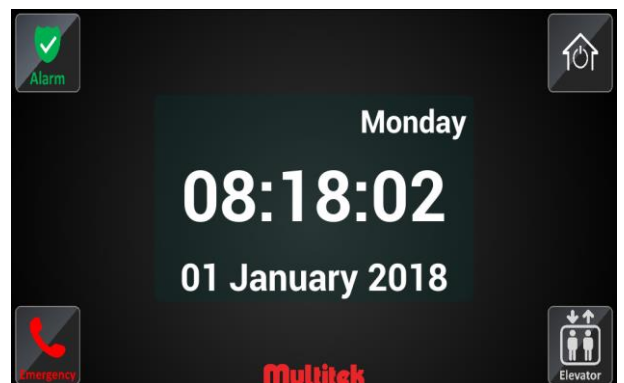 Alarm
Monday
08:18:02
01 January 2018
Emergency
Multitek
Elevator